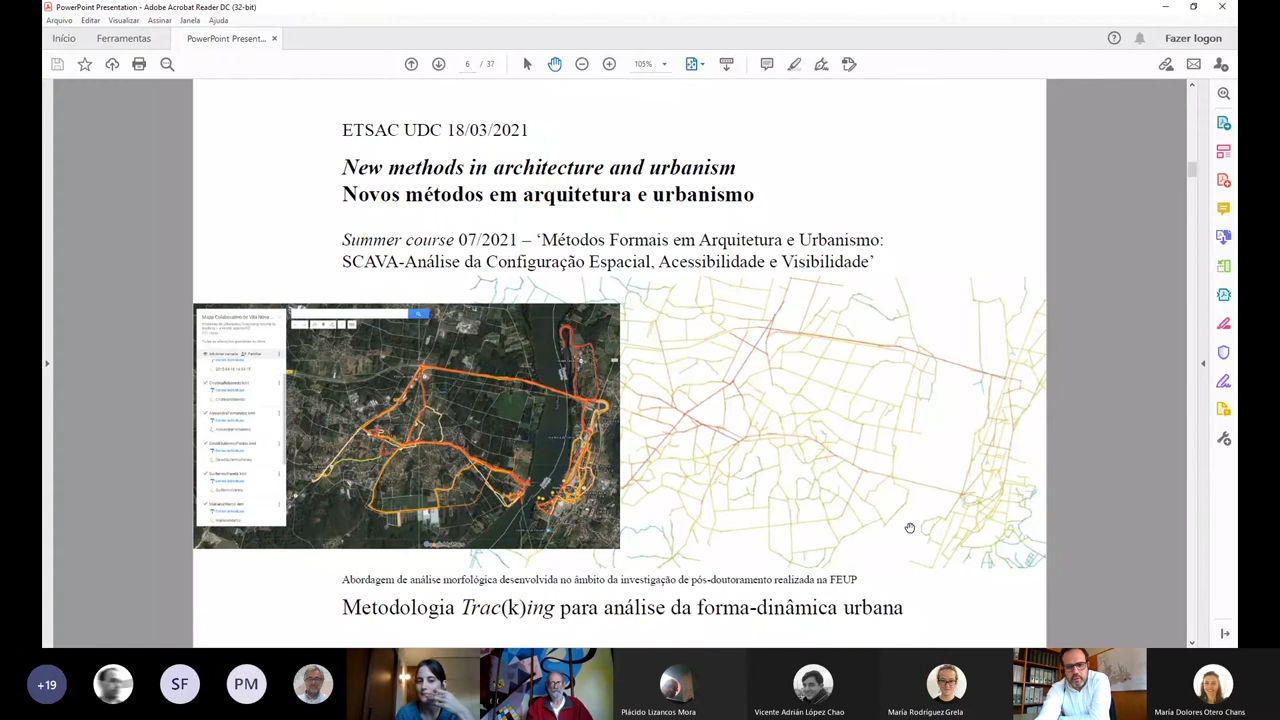 PowerPoint Presentation - Adobe Acrobat Reader DC (32-bit)
Arquivo Editar Visualizar Assinar Janela Ajuda
Início Ferramentas PowerPoint Present... × Fazer logon
6 / 37 105%
ETSAC UDC 18/03/2021
New methods in architecture and urbanism
Novos métodos em arquitetura e urbanismo
Summer course 07/2021 – ‘Métodos Formais em Arquitetura e Urbanismo:
SCAVA-Análise da Configuração Espacial, Acessibilidade e Visibilidade’
Mapa Colaborativo de Vila Nova...
Abordagem de análise morfológica desenvolvida no âmbito da investigação de pós-doutoramento realizada na FEUP
Metodologia Trac(k)ing para análise da forma-dinâmica urbana
+19 SF PM
Plácido Lizancos Mora
Vicente Adrián López Chao
María Rodríguez Grela
María Dolores Otero Chans